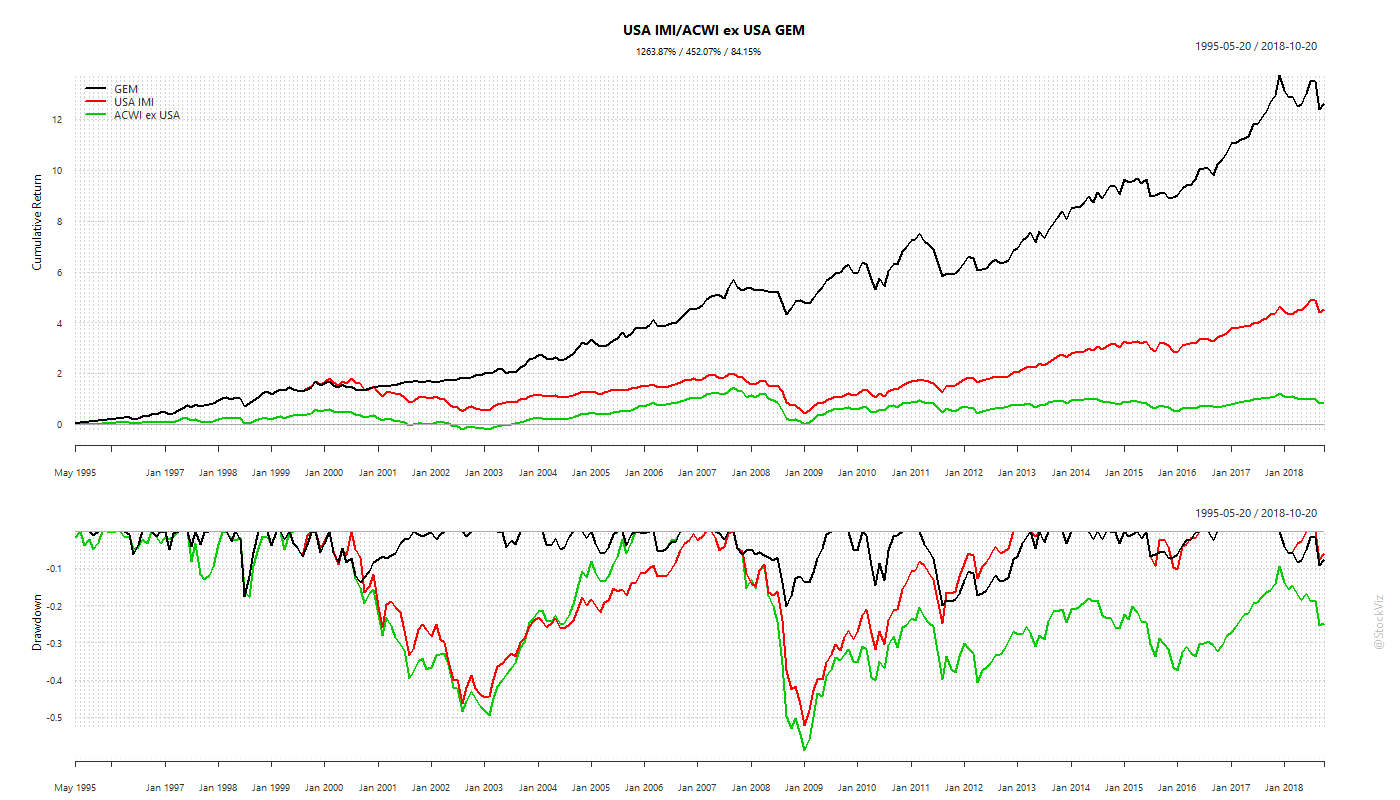 USA IMI/ACWI ex USA GEM
1263.87% / 452.07% / 84.15%
1995-05-20 / 2018-10-20
GEM
USA IMI
ACWI ex USA
Cumulative Return
12
10
8
6
4
2
0
May 1995 Jan 1997 Jan 1998 Jan 1999 Jan 2000 Jan 2001 Jan 2002 Jan 2003 Jan 2004 Jan 2005 Jan 2006 Jan 2007 Jan 2008 Jan 2009 Jan 2010 Jan 2011 Jan 2012 Jan 2013 Jan 2014 Jan 2015 Jan 2016 Jan 2017 Jan 2018
1995-05-20 / 2018-10-20
Drawdown
-0.1
-0.2
-0.3
-0.4
-0.5
May 1995 Jan 1997 Jan 1998 Jan 1999 Jan 2000 Jan 2001 Jan 2002 Jan 2003 Jan 2004 Jan 2005 Jan 2006 Jan 2007 Jan 2008 Jan 2009 Jan 2010 Jan 2011 Jan 2012 Jan 2013 Jan 2014 Jan 2015 Jan 2016 Jan 2017 Jan 2018
@StockViz